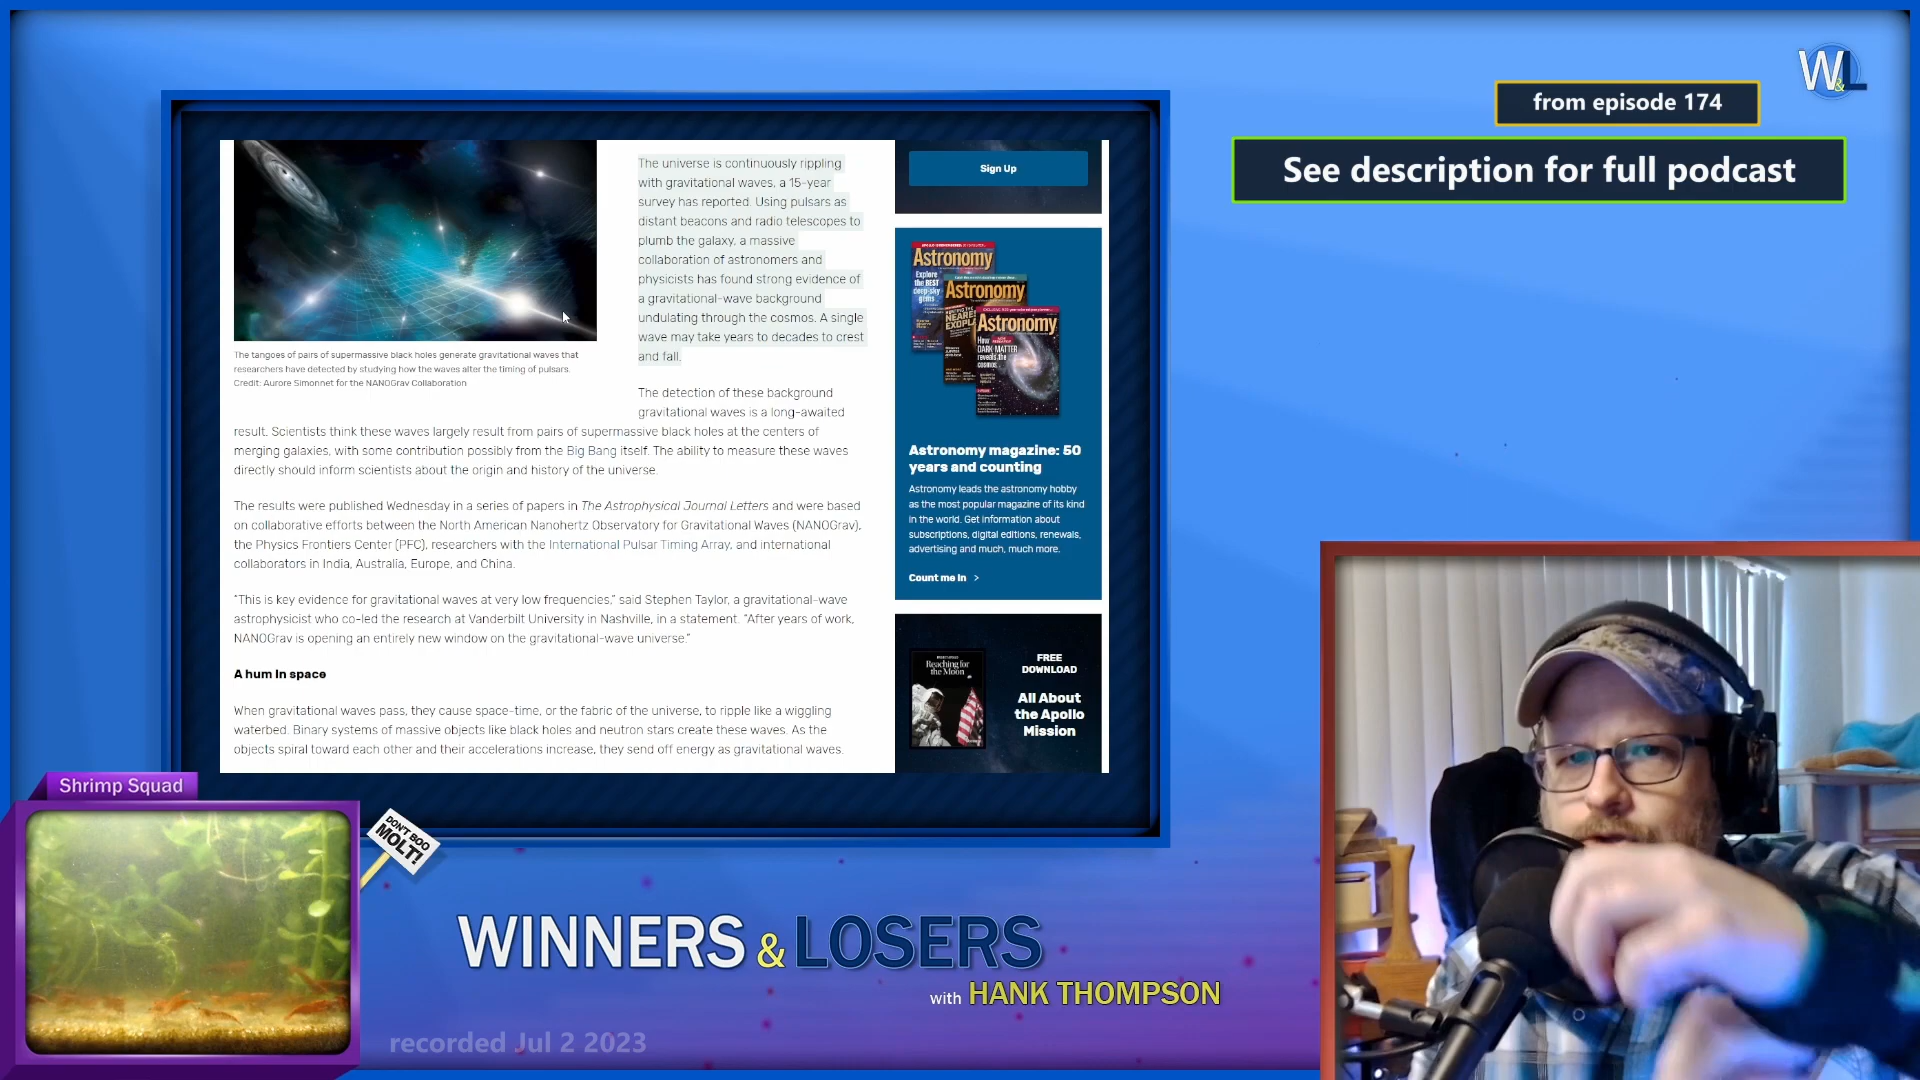 W&L
from episode 174
See description for full podcast
The universe is continuously rippling
with gravitational waves, a 15-year
survey has reported. Using pulsars as
distant beacons and radio telescopes to
plumb the galaxy, a massive
collaboration of astronomers and
physicists has found strong evidence of
a gravitational-wave background
undulating through the cosmos. A single
wave may take years to decades to crest
and fall.
The tangoes of pairs of supermassive black holes generate gravitational waves that
researchers have detected by studying how the waves alter the timing of pulsars.
Credit: Aurore Simonnet for the NANOGrav Collaboration
The detection of these background
gravitational waves is a long-awaited
result. Scientists think these waves largely result from pairs of supermassive black holes at the centers of
merging galaxies, with some contribution possibly from the Big Bang itself. The ability to measure these waves
directly should inform scientists about the origin and history of the universe.
The results were published Wednesday in a series of papers in The Astrophysical Journal Letters and were based
on collaborative efforts between the North American Nanohertz Observatory for Gravitational Waves (NANOGrav),
the Physics Frontiers Center (PFC), researchers with the International Pulsar Timing Array, and international
collaborators in India, Australia, Europe, and China.
“This is key evidence for gravitational waves at very low frequencies,” said Stephen Taylor, a gravitational-wave
astrophysicist who co-led the research at Vanderbilt University in Nashville, in a statement. “After years of work,
NANOGrav is opening an entirely new window on the gravitational-wave universe.”
A hum in space
When gravitational waves pass, they cause space-time, or the fabric of the universe, to ripple like a wiggling
waterbed. Binary systems of massive objects like black holes and neutron stars create these waves. As the
objects spiral toward each other and their accelerations increase, they send off energy as gravitational waves.
Sign Up
Astronomy
Explore
the BEST
deep-sky
gems
Astronomy
Astronomy
How
DARK MATTER
reveals the
cosmos
Astronomy magazine: 50
years and counting
Astronomy leads the astronomy hobby
as the most popular magazine of its kind
in the world. Get information about
subscriptions, digital editions, renewals,
advertising and much, much more.
Count me in >
Reaching for
the Moon
FREE
DOWNLOAD
All About
the Apollo
Mission
Shrimp Squad
DON'T BOO
MOLT!
WINNERS & LOSERS
with HANK THOMPSON
recorded Jul 2 2023